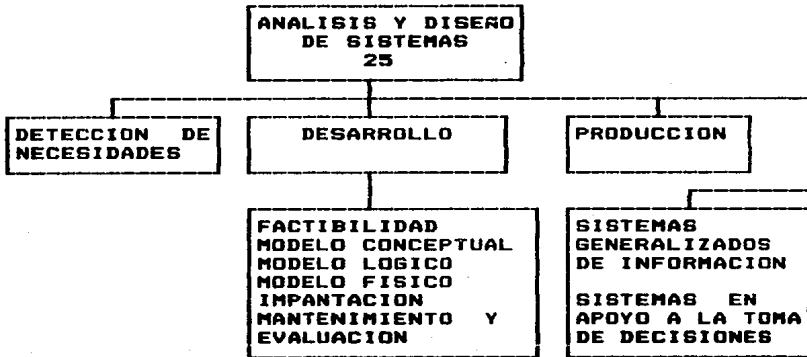 ANALISIS Y DISEÑO
DE SISTEMAS
25
DETECCION DE
NECESIDADES
DESARROLLO
PRODUCCION
FACTIBILIDAD
MODELO CONCEPTUAL
MODELO LOGICO
MODELO FISICO
IMPANTACION
MANTENIMIENTO Y
EVALUACION
SISTEMAS
GENERALIZADOS
DE INFORMACION
SISTEMAS EN
APOYO A LA TOMA
DE DECISIONES